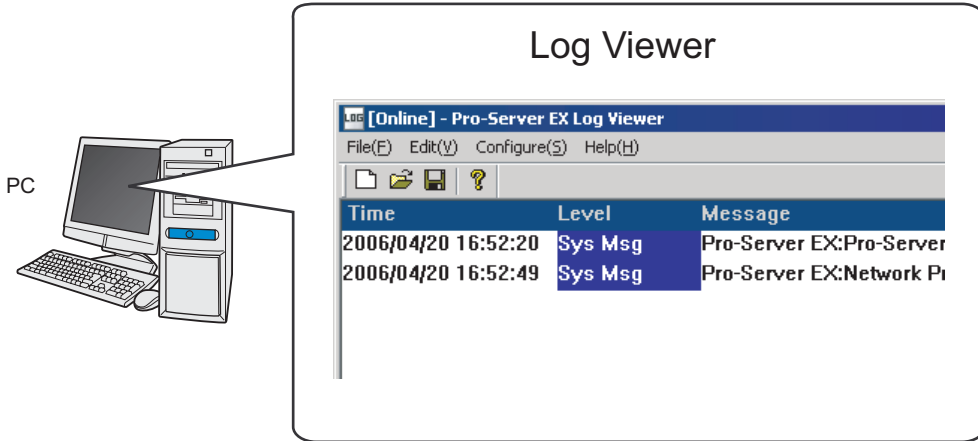 Log Viewer
PC
LOG [Online] - Pro-Server EX Log Viewer
File(F) Edit(V) Configure(S) Help(H)
Time Level Message
2006/04/20 16:52:20 Sys Msg Pro-Server EX:Pro-Server
2006/04/20 16:52:49 Sys Msg Pro-Server EX:Network